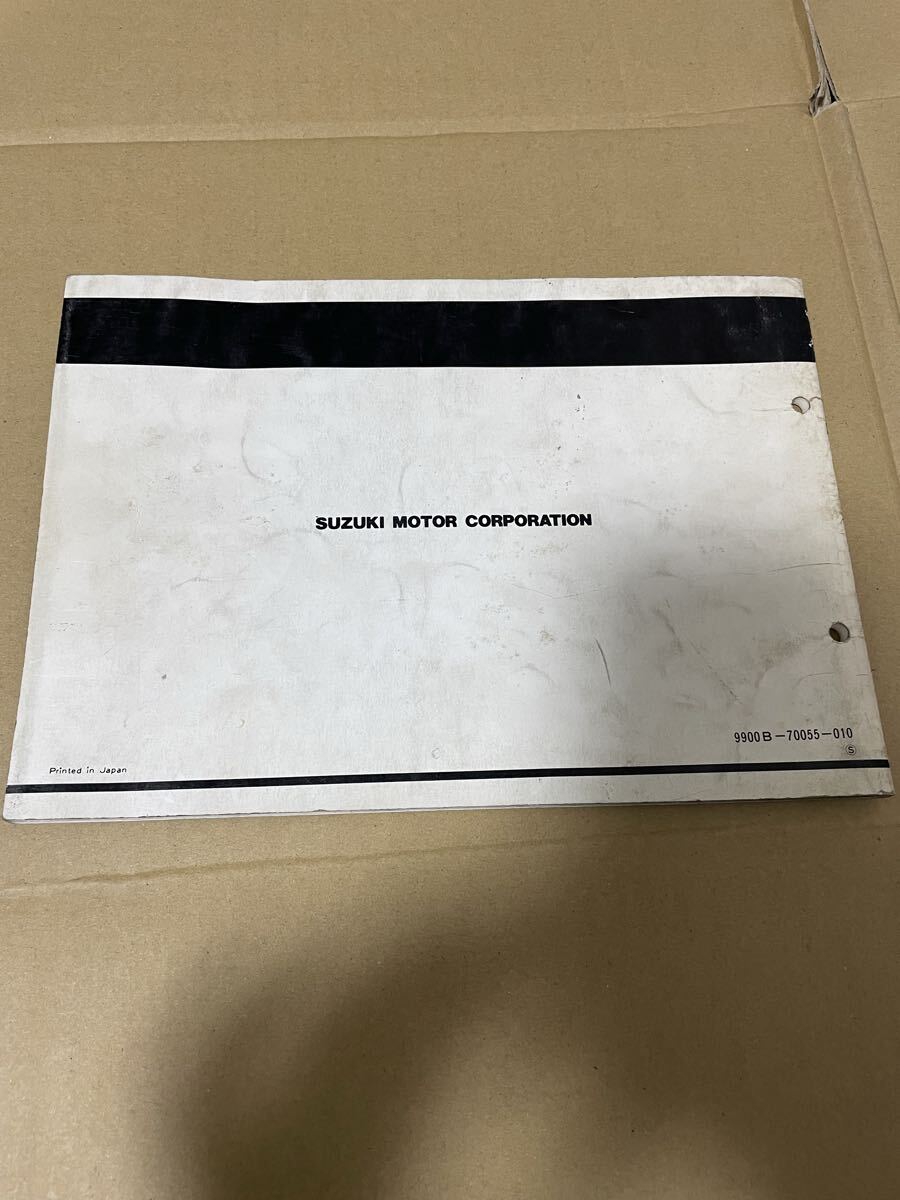 SUZUKI MOTOR CORPORATION
9900B-70055-010
Ⓢ
Printed in Japan